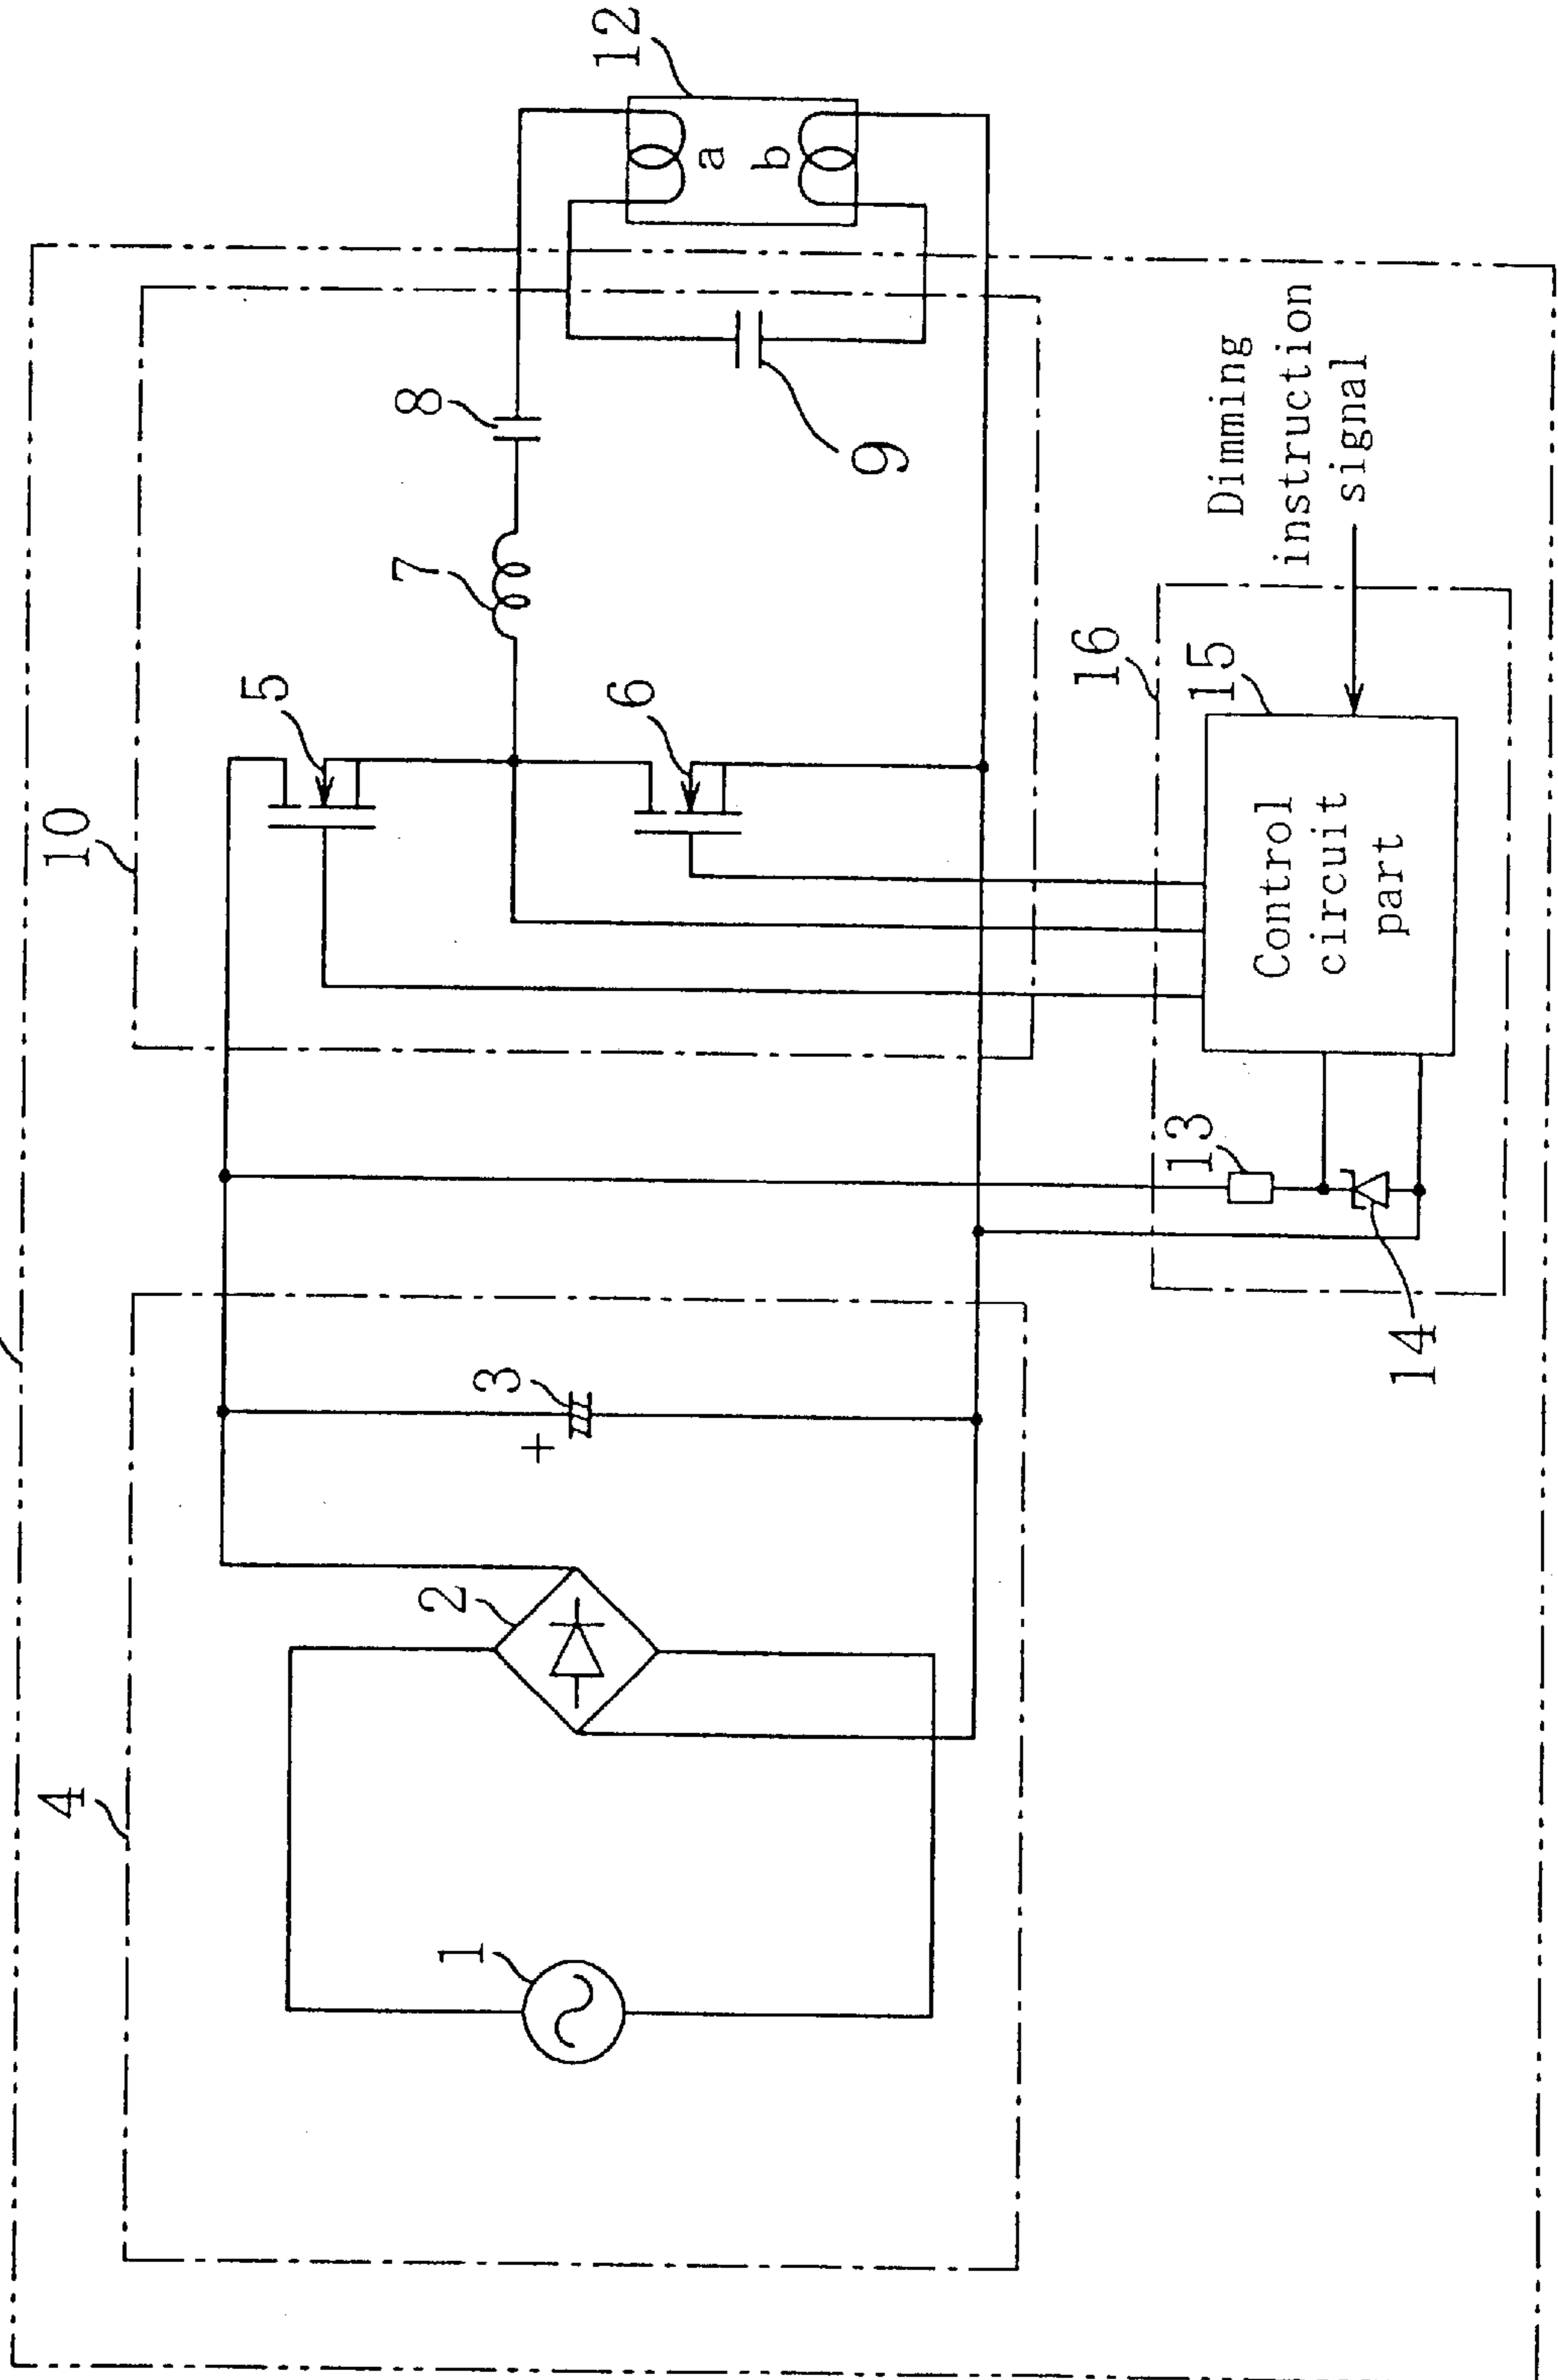 4
10
1
2
3
5
6
7
8
9
12
a
b
+
16
13
14
15
Control
circuit
part
Dimming
instruction
signal